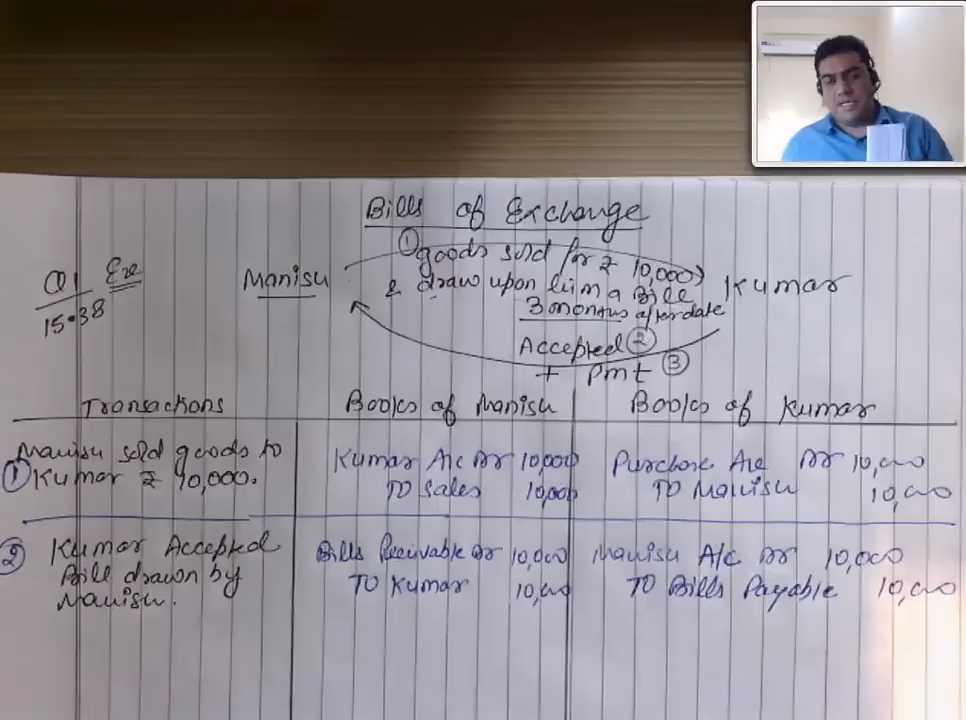 Bills of Exchange
Q1 Exe
15.38
Manish
① goods sold for ₹ 10,000)
& draw upon him a Bill
3 months after date
Kumar
Accepted ②
+ Pmt ③
Transactions
Books of Manish
Books of Kumar
① Manish sold goods to
Kumar ₹ 10,000.
Kumar A/c Dr 10,000
TO Sales 10,000
Purchase A/c Dr 10,000
TO Manish 10,000
② Kumar Accepted
Bill drawn by
Manish.
Bills Receivable Dr 10,000
TO Kumar 10,000
Manish A/c Dr 10,000
TO Bills Payable 10,000